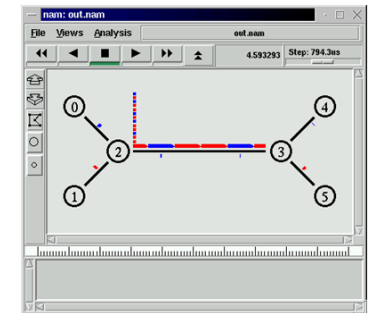 nam: out.nam
File Views Analysis out.nam
4.593293 Step: 794.3us
0 4
2 3
1 5